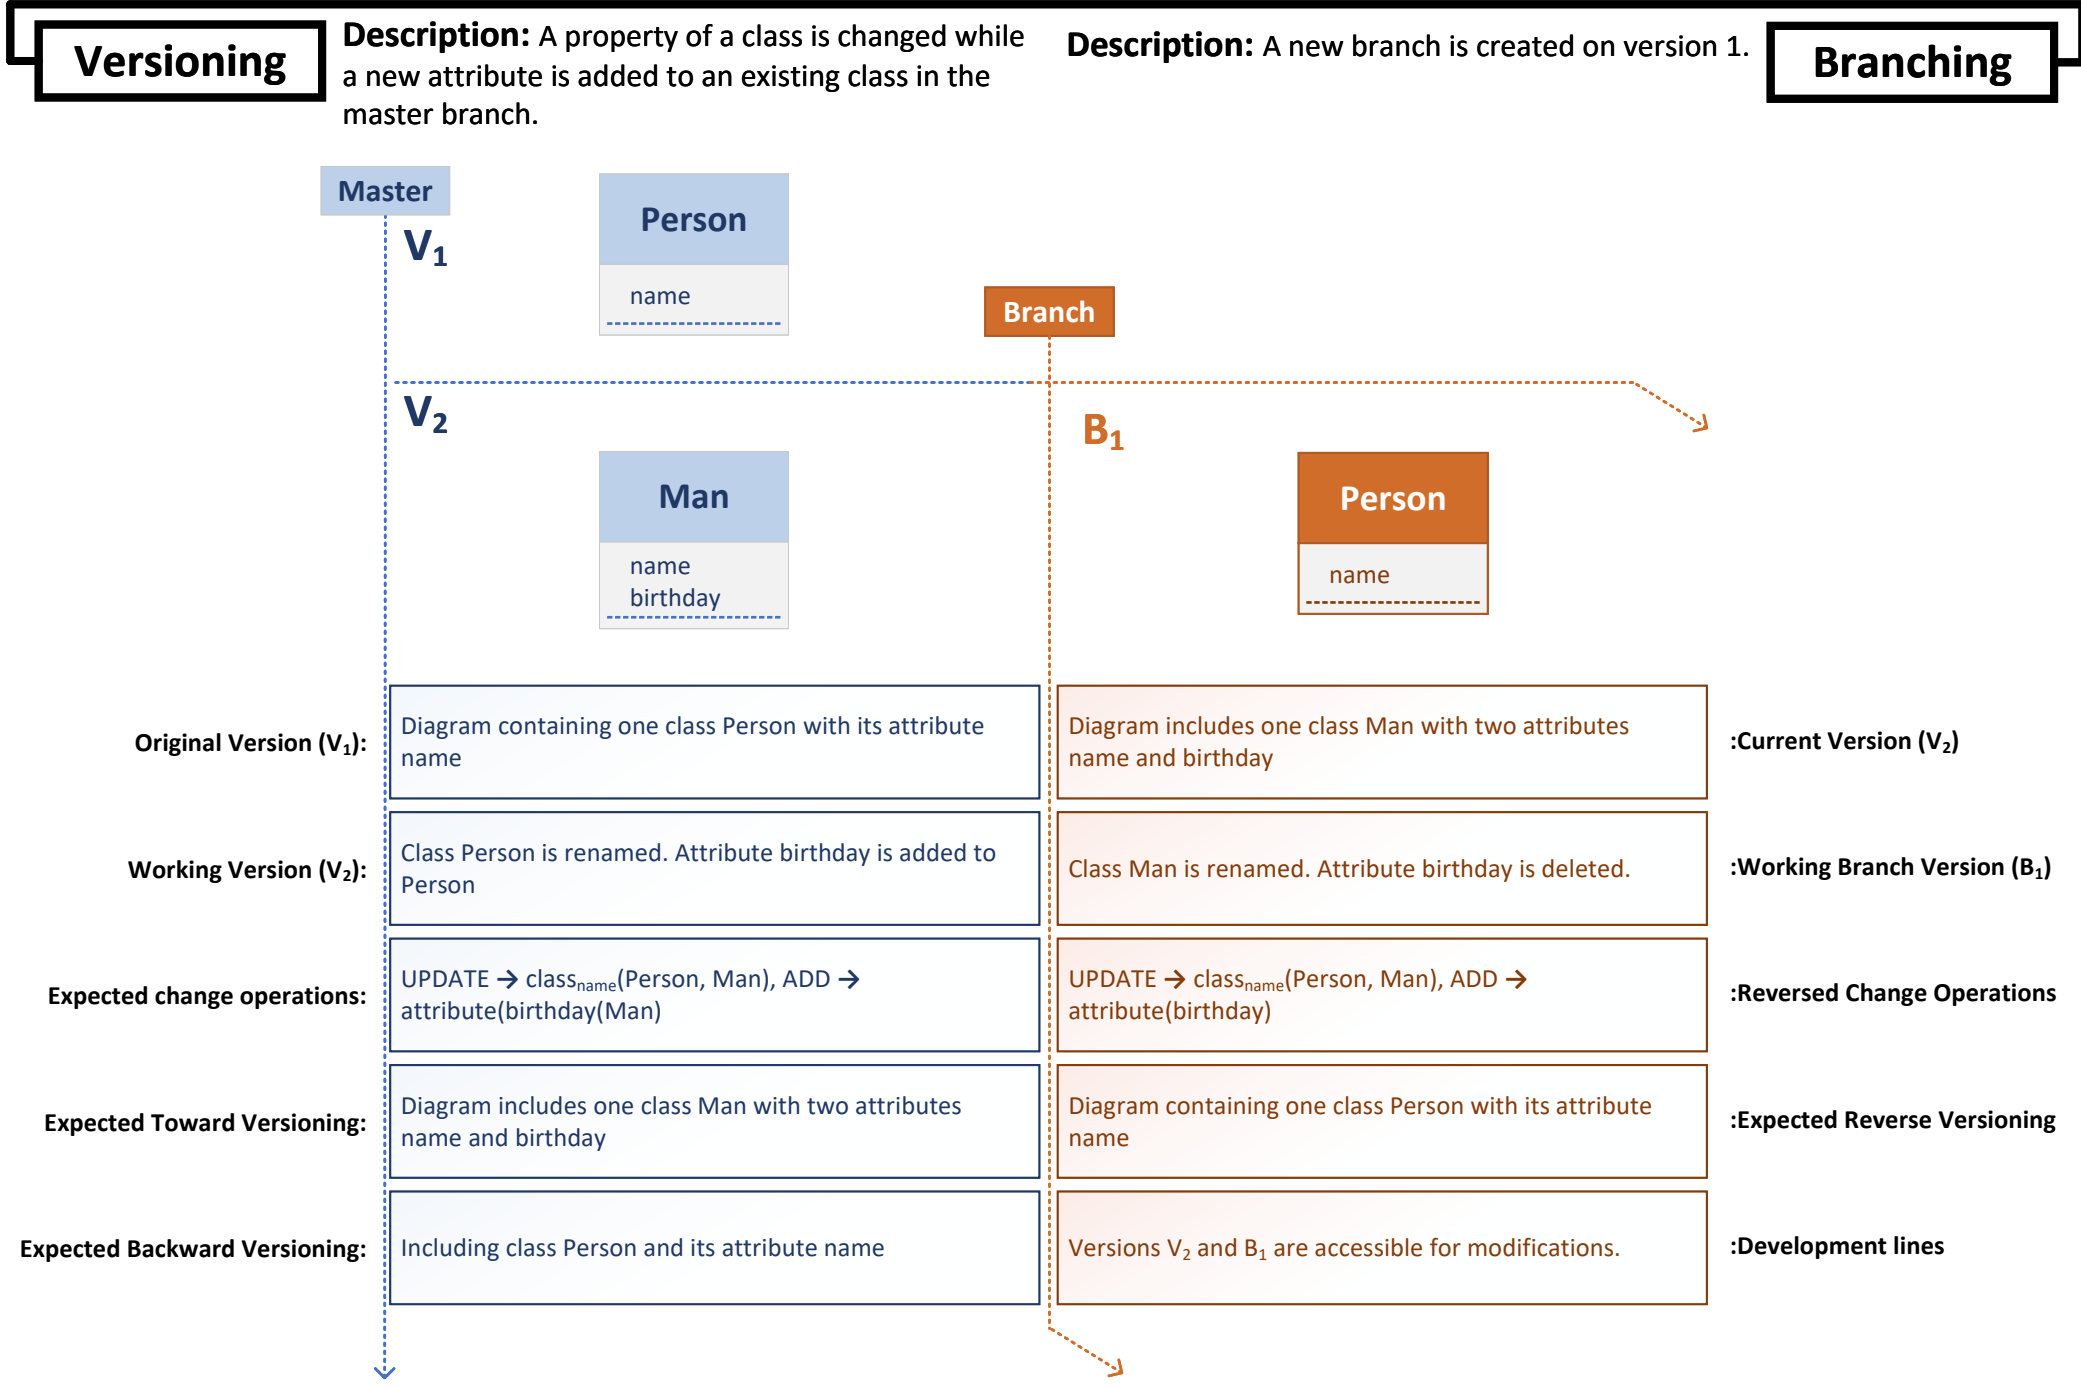 Versioning
Description: A property of a class is changed while
a new attribute is added to an existing class in the
master branch.
Description: A new branch is created on version 1.
Branching
Master
V₁
Person
name
Branch
V₂
B₁
Man
name
birthday
Person
name
Original Version (V₁):
Diagram containing one class Person with its attribute
name
Diagram includes one class Man with two attributes
name and birthday
:Current Version (V₂)
Working Version (V₂):
Class Person is renamed. Attribute birthday is added to
Person
Class Man is renamed. Attribute birthday is deleted.
:Working Branch Version (B₁)
Expected change operations:
UPDATE → classname(Person, Man), ADD →
attribute(birthday(Man)
UPDATE → classname(Person, Man), ADD →
attribute(birthday)
:Reversed Change Operations
Expected Toward Versioning:
Diagram includes one class Man with two attributes
name and birthday
Diagram containing one class Person with its attribute
name
:Expected Reverse Versioning
Expected Backward Versioning:
Including class Person and its attribute name
Versions V₂ and B₁ are accessible for modifications.
:Development lines